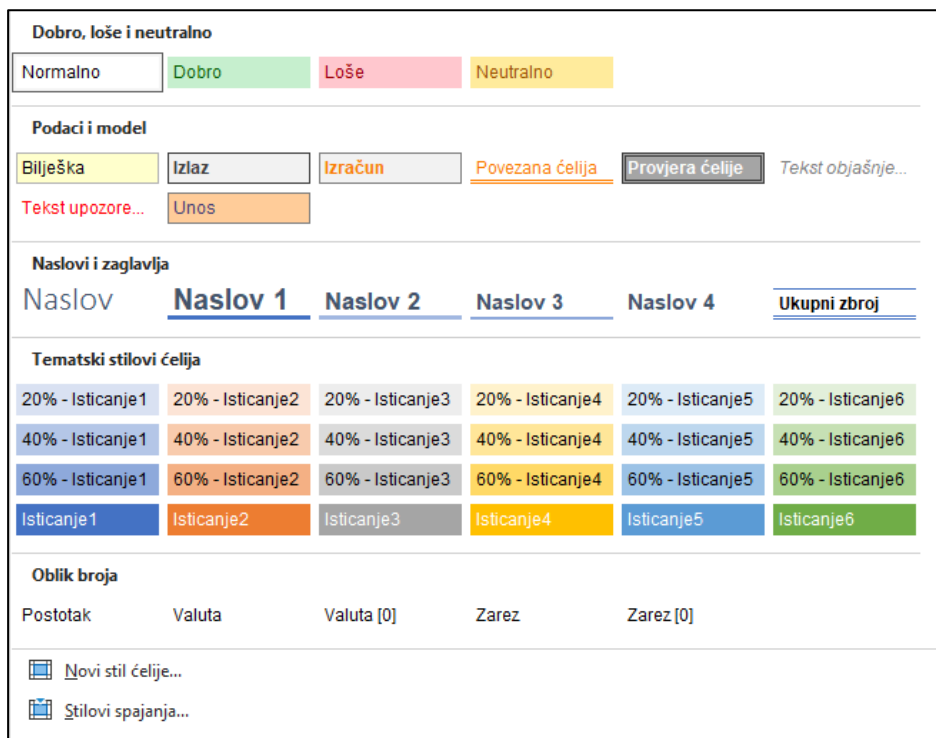 Dobro, loše i neutralno
Normalno Dobro Loše Neutralno
Podaci i model
Bilješka Izlaz Izračun Povezana ćelija Provjera ćelije Tekst objašnje...
Tekst upozore... Unos
Naslovi i zaglavlja
Naslov Naslov 1 Naslov 2 Naslov 3 Naslov 4 Ukupni zbroj
Tematski stilovi ćelija
20% - Isticanje1 20% - Isticanje2 20% - Isticanje3 20% - Isticanje4 20% - Isticanje5 20% - Isticanje6
40% - Isticanje1 40% - Isticanje2 40% - Isticanje3 40% - Isticanje4 40% - Isticanje5 40% - Isticanje6
60% - Isticanje1 60% - Isticanje2 60% - Isticanje3 60% - Isticanje4 60% - Isticanje5 60% - Isticanje6
Isticanje1 Isticanje2 Isticanje3 Isticanje4 Isticanje5 Isticanje6
Oblik broja
Postotak Valuta Valuta [0] Zarez Zarez [0]
Novi stil ćelije...
Stilovi spajanja...